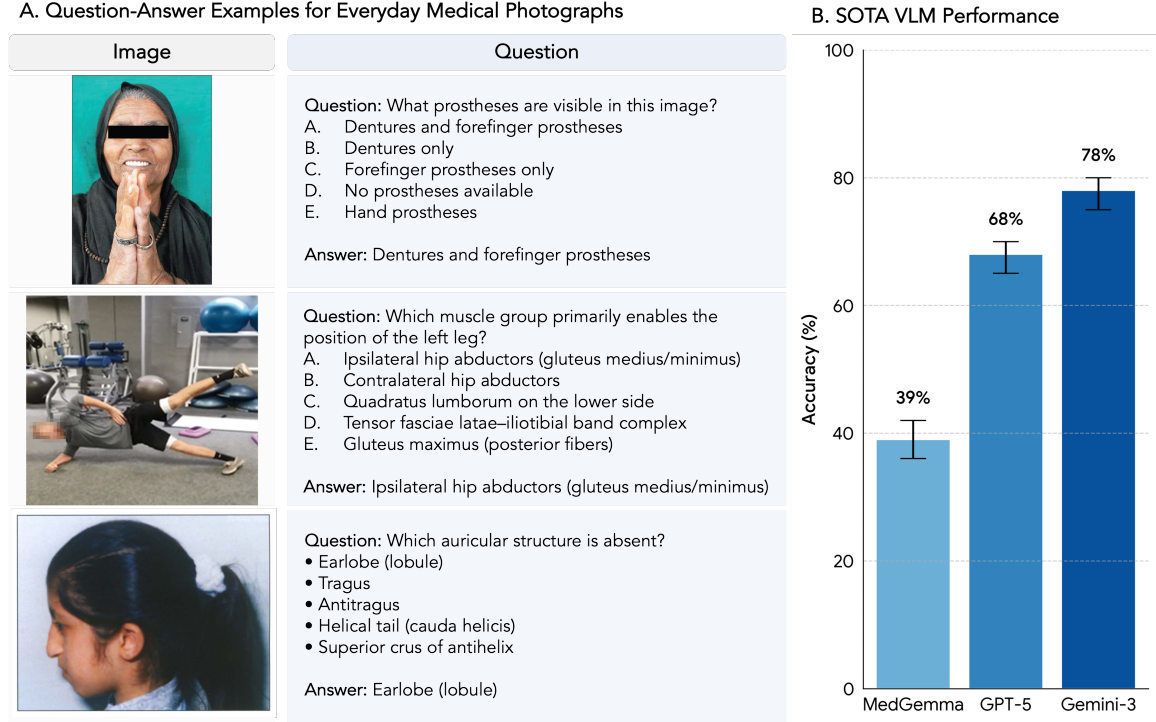 A. Question-Answer Examples for Everyday Medical Photographs
Image
Question
Question: What prostheses are visible in this image?
A. Dentures and forefinger prostheses
B. Dentures only
C. Forefinger prostheses only
D. No prostheses available
E. Hand prostheses
Answer: Dentures and forefinger prostheses
Question: Which muscle group primarily enables the
position of the left leg?
A. Ipsilateral hip abductors (gluteus medius/minimus)
B. Contralateral hip abductors
C. Quadratus lumborum on the lower side
D. Tensor fasciae latae–iliotibial band complex
E. Gluteus maximus (posterior fibers)
Answer: Ipsilateral hip abductors (gluteus medius/minimus)
Question: Which auricular structure is absent?
• Earlobe (lobule)
• Tragus
• Antitragus
• Helical tail (cauda helicis)
• Superior crus of antihelix
Answer: Earlobe (lobule)
B. SOTA VLM Performance
Accuracy (%)
100
80
60
40
20
0
39%
68%
78%
MedGemma
GPT-5
Gemini-3